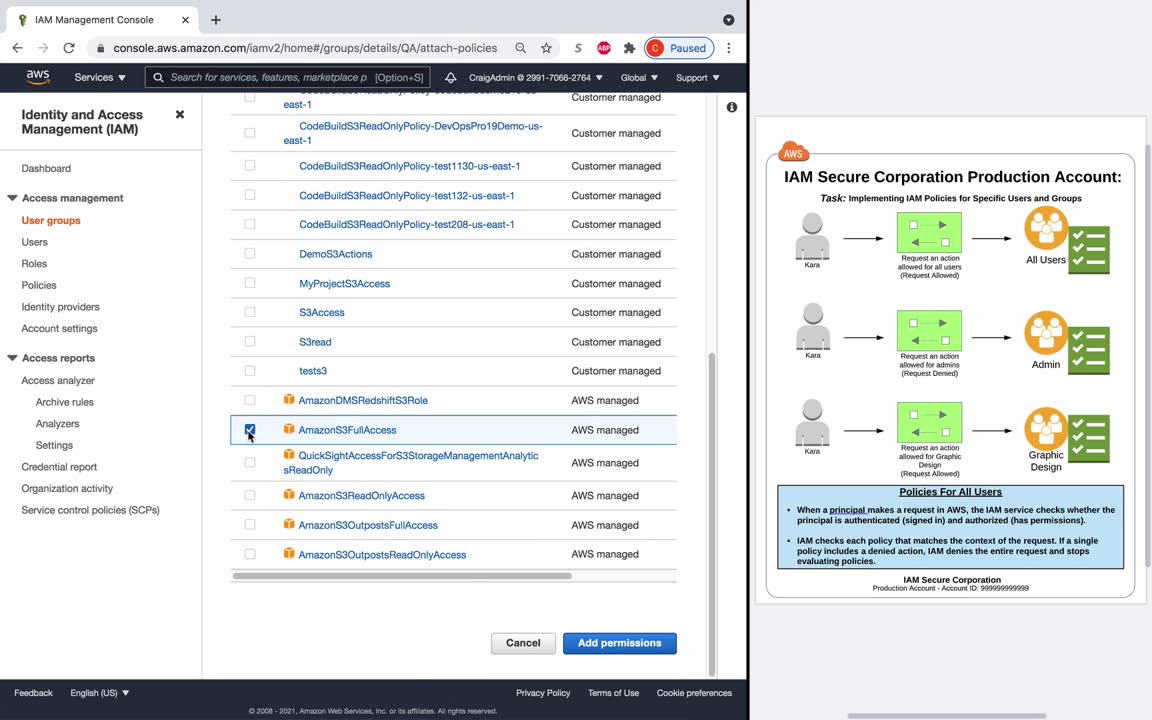 IAM Management Console
console.aws.amazon.com/iamv2/home#/groups/details/QA/attach-policies
S
ABP
C Paused
aws
Services
Search for services, features, marketplace p [Option+S]
CraigAdmin @ 2991-7066-2764
Global
Support
Identity and Access
Management (IAM)
Dashboard
Access management
User groups
Users
Roles
Policies
Identity providers
Account settings
Access reports
Access analyzer
Archive rules
Analyzers
Settings
Credential report
Organization activity
Service control policies (SCPs)
east-1
Customer managed
CodeBuildS3ReadOnlyPolicy-DevOpsPro19Demo-us-
east-1
Customer managed
CodeBuildS3ReadOnlyPolicy-test1130-us-east-1
Customer managed
CodeBuildS3ReadOnlyPolicy-test132-us-east-1
Customer managed
CodeBuildS3ReadOnlyPolicy-test208-us-east-1
Customer managed
DemoS3Actions
Customer managed
MyProjectS3Access
Customer managed
S3Access
Customer managed
S3read
Customer managed
tests3
Customer managed
AmazonDMSRedshiftS3Role
AWS managed
AmazonS3FullAccess
AWS managed
QuickSightAccessForS3StorageManagementAnalytic
sReadOnly
AWS managed
AmazonS3ReadOnlyAccess
AWS managed
AmazonS3OutpostsFullAccess
AWS managed
AmazonS3OutpostsReadOnlyAccess
AWS managed
Cancel
Add permissions
Feedback
English (US)
Privacy Policy
Terms of Use
Cookie preferences
© 2008 - 2021, Amazon Web Services, Inc. or its affiliates. All rights reserved.
AWS
IAM Secure Corporation Production Account:
Task: Implementing IAM Policies for Specific Users and Groups
Kara
Request an action
allowed for all users
(Request Allowed)
All Users
Kara
Request an action
allowed for admins
(Request Denied)
Admin
Kara
Request an action
allowed for Graphic
Design
(Request Allowed)
Graphic
Design
Policies For All Users
• When a principal makes a request in AWS, the IAM service checks whether the
principal is authenticated (signed in) and authorized (has permissions).
• IAM checks each policy that matches the context of the request. If a single
policy includes a denied action, IAM denies the entire request and stops
evaluating policies.
IAM Secure Corporation
Production Account - Account ID: 999999999999